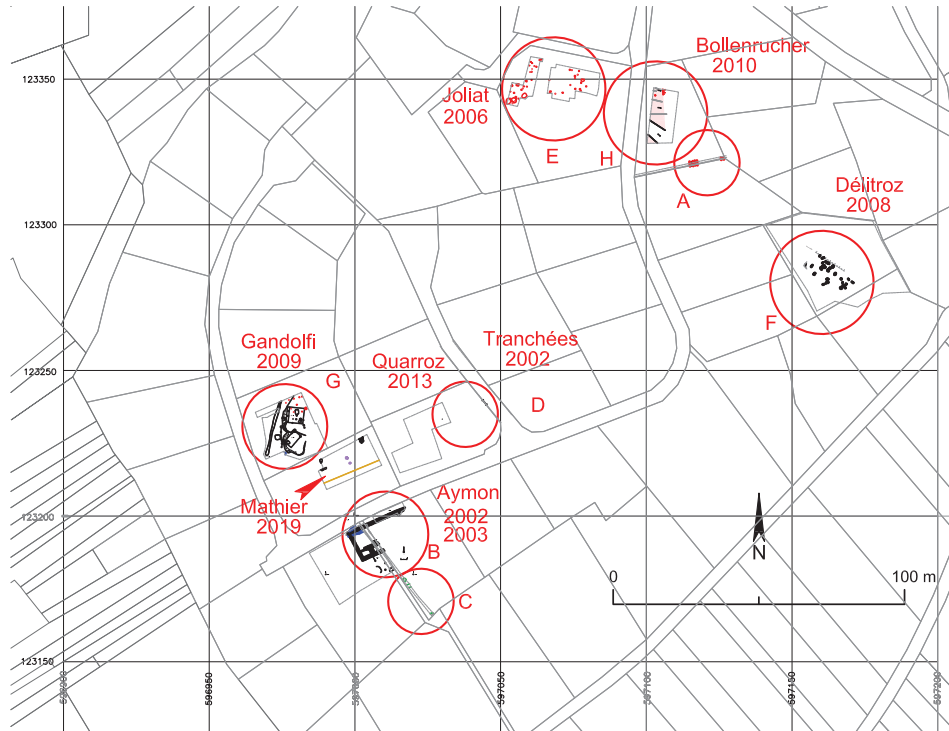 Bollenrucher
2010
123350
Joliat
2006
E
H
A
Délitroz
2008
123300
F
Gandolfi
2009
Tranchées
2002
Quarroz
2013
123250
G
D
Mathier
2019
Aymon
2002
2003
123200
B
N
0
100 m
C
123150
596950
597050
597100
597150